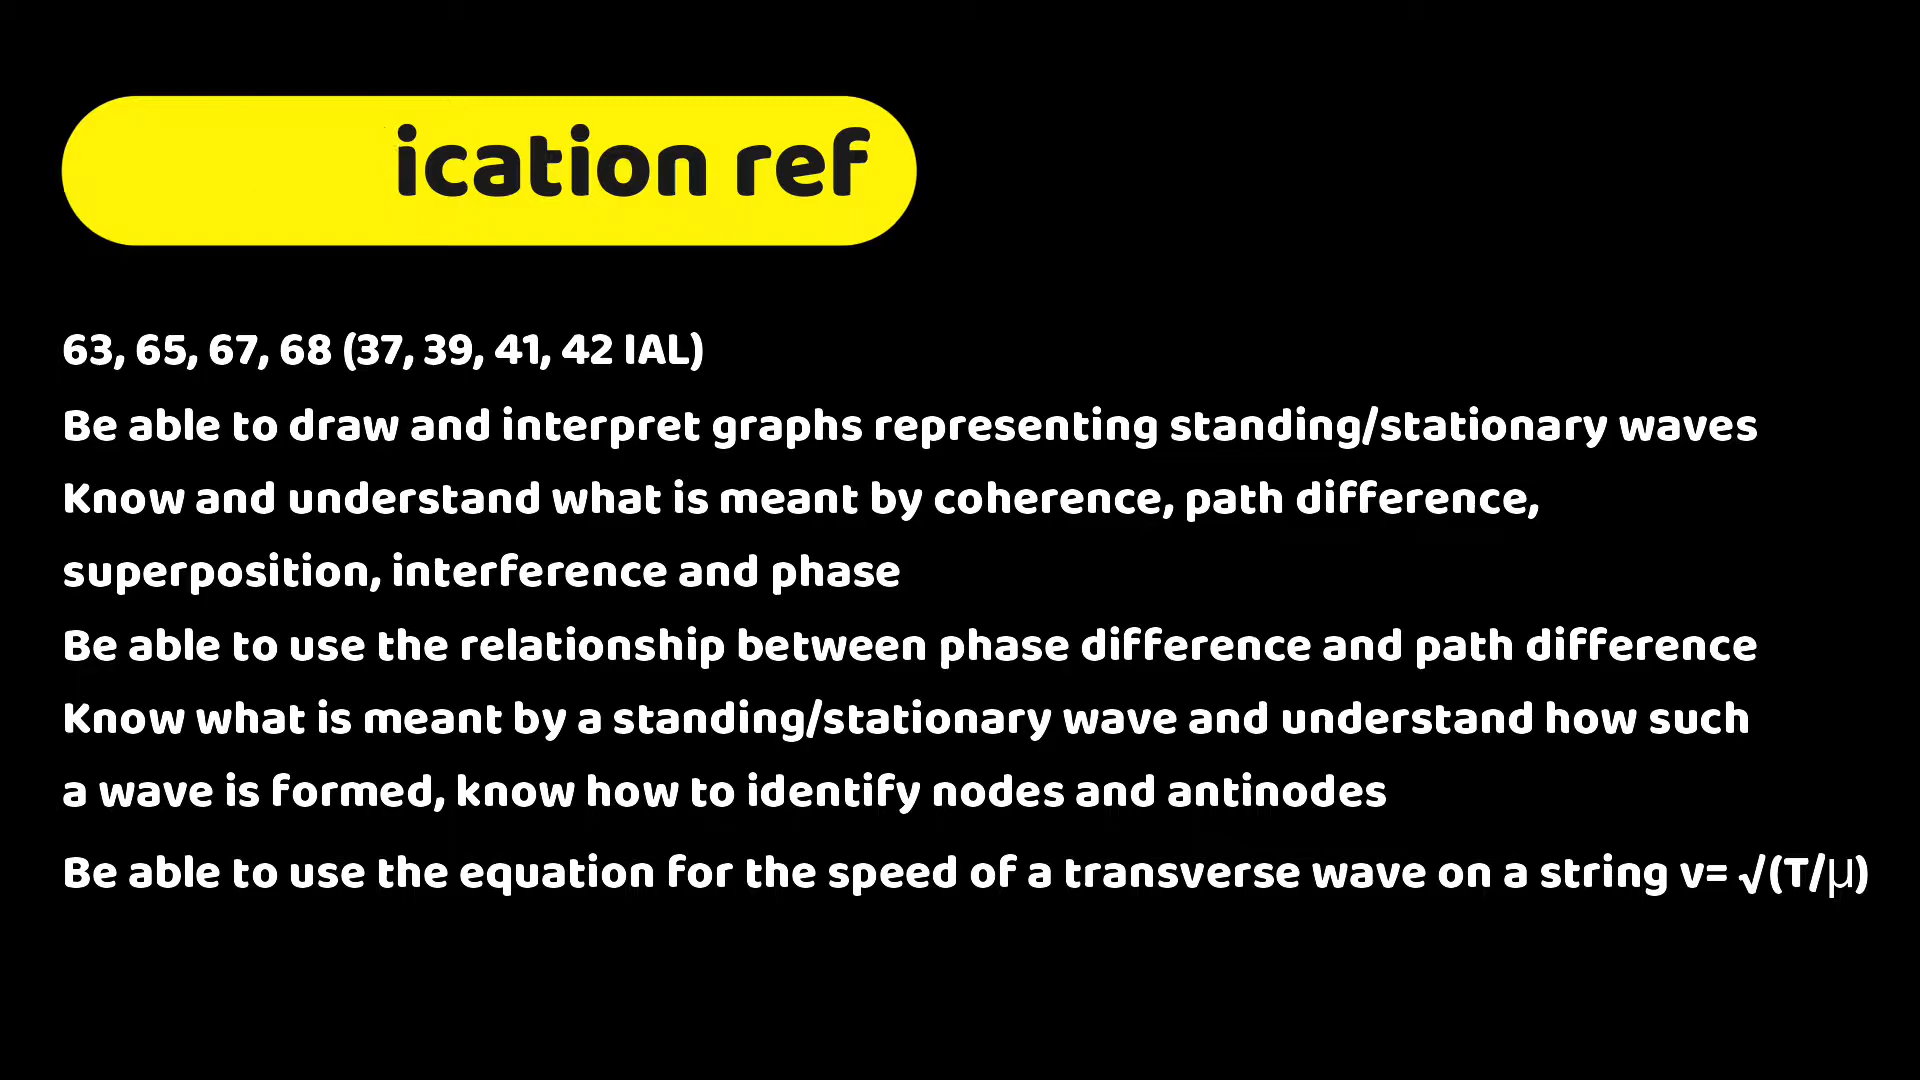 ication ref
63, 65, 67, 68 (37, 39, 41, 42 IAL)
Be able to draw and interpret graphs representing standing/stationary waves
Know and understand what is meant by coherence, path difference,
superposition, interference and phase
Be able to use the relationship between phase difference and path difference
Know what is meant by a standing/stationary wave and understand how such
a wave is formed, know how to identify nodes and antinodes
Be able to use the equation for the speed of a transverse wave on a string v= √(T/μ)